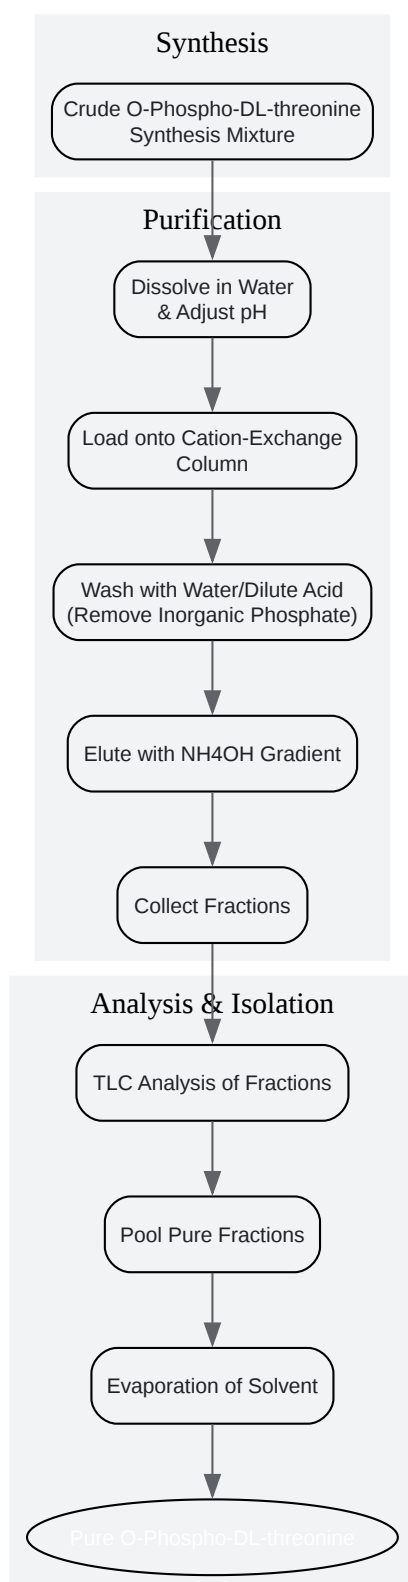 Synthesis
Crude O-Phospho-DL-threonine
Synthesis Mixture
Purification
Dissolve in Water
& Adjust pH
Load onto Cation-Exchange
Column
Wash with Water/Dilute Acid
(Remove Inorganic Phosphate)
Elute with NH4OH Gradient
Collect Fractions
Analysis & Isolation
TLC Analysis of Fractions
Pool Pure Fractions
Evaporation of Solvent
Pure O-Phospho-DL-threonine